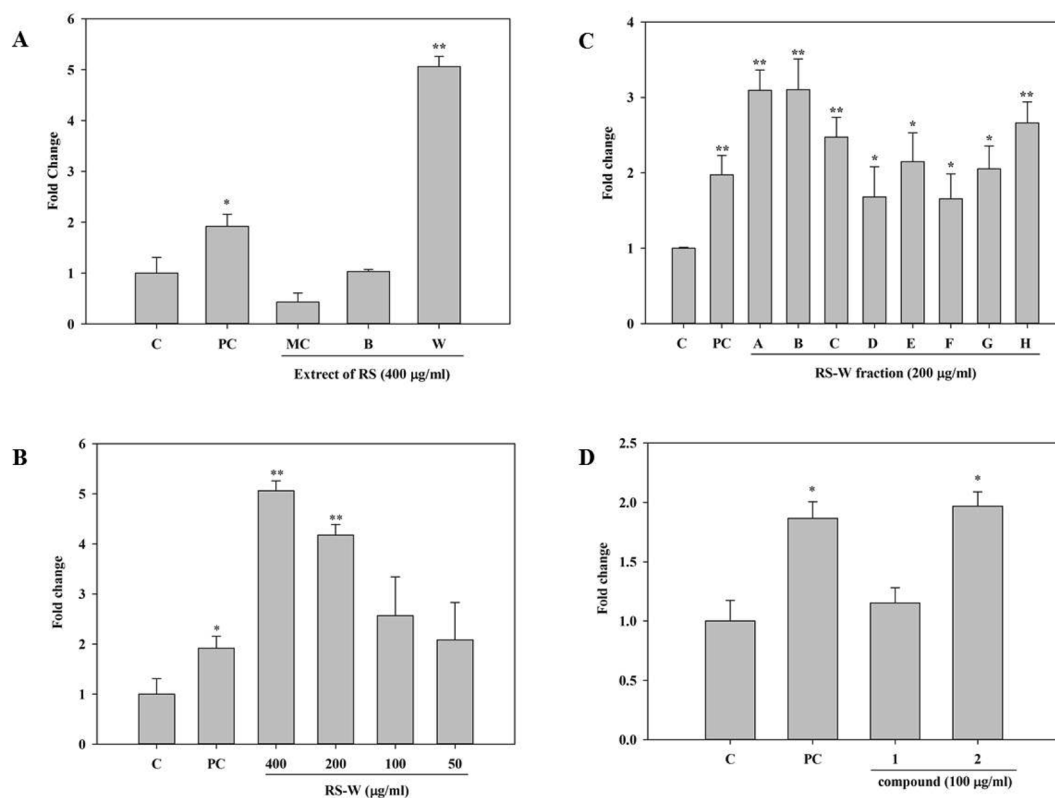 A
Fold Change
6
5
4
3
2
1
0
*
**
C PC MC B W
Extrect of RS (400 μg/ml)
B
Fold change
6
5
4
3
2
1
0
*
**
**
C PC 400 200 100 50
RS-W (μg/ml)
C
Fold change
4
3
2
1
0
**
**
**
**
*
*
*
*
**
C PC A B C D E F G H
RS-W fraction (200 μg/ml)
D
Fold change
2.5
2.0
1.5
1.0
0.5
0.0
*
*
C PC 1 2
compound (100 μg/ml)